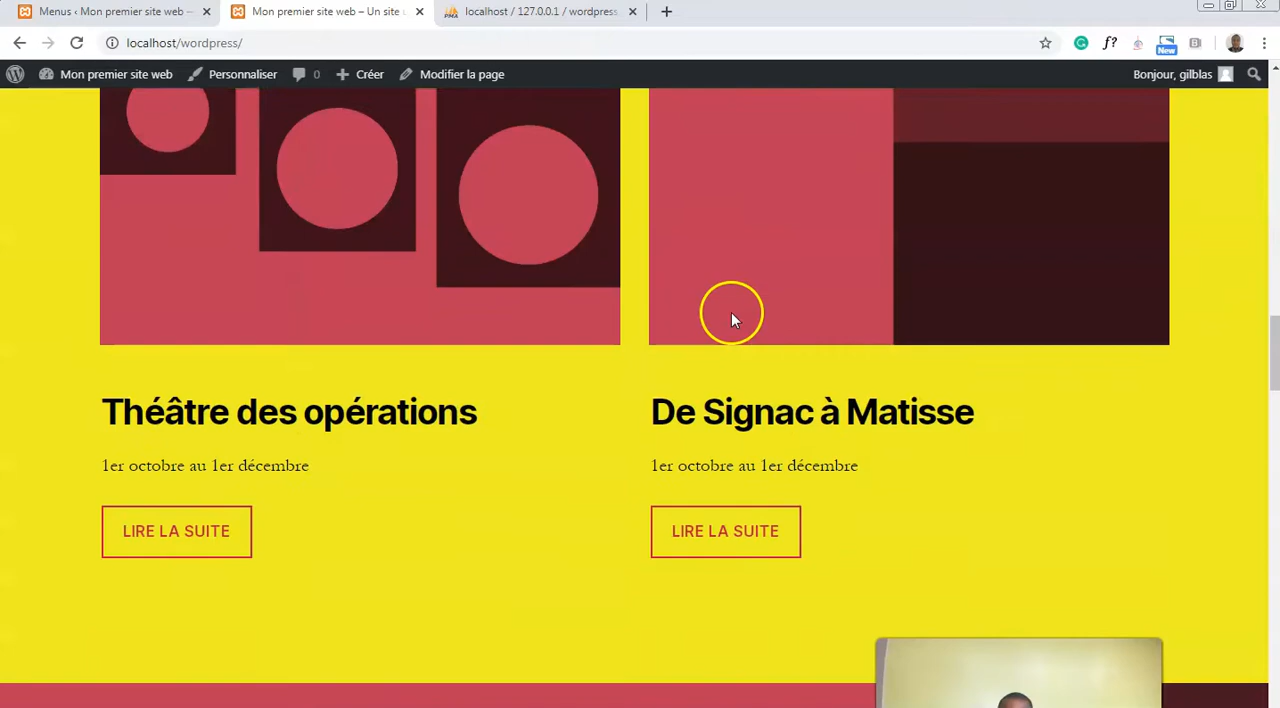 Menus ‹ Mon premier site web —
Mon premier site web – Un site
localhost / 127.0.0.1 / wordpress
localhost/wordpress/
f?
New
Mon premier site web
Personnaliser
0
Créer
Modifier la page
Bonjour, gilblas
Théâtre des opérations
De Signac à Matisse
1er octobre au 1er décembre
1er octobre au 1er décembre
LIRE LA SUITE
LIRE LA SUITE